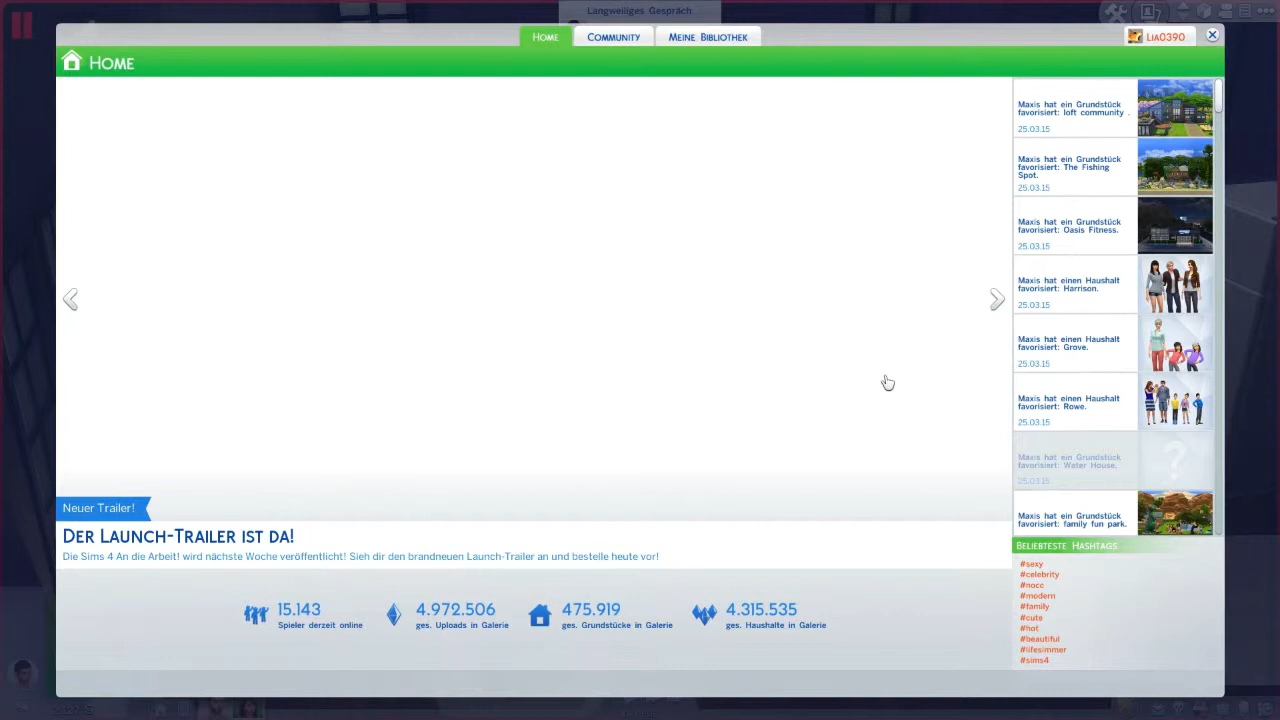 Langweiliges Gespräch
Home
Community
Meine Bibliothek
Lia0390
Home
Maxis hat ein Grundstück
favorisiert: loft community .
25.03.15
Maxis hat ein Grundstück
favorisiert: The Fishing
Spot.
25.03.15
Maxis hat ein Grundstück
favorisiert: Oasis Fitness.
25.03.15
Maxis hat einen Haushalt
favorisiert: Harrison.
25.03.15
Maxis hat einen Haushalt
favorisiert: Grove.
25.03.15
Maxis hat einen Haushalt
favorisiert: Rowe.
25.03.15
Maxis hat ein Grundstück
favorisiert: Water House.
25.03.15
Maxis hat ein Grundstück
favorisiert: family fun park.
Neuer Trailer!
Der Launch-Trailer ist da!
Die Sims 4 An die Arbeit! wird nächste Woche veröffentlicht! Sieh dir den brandneuen Launch-Trailer an und bestelle heute vor!
15.143
Spieler derzeit online
4.972.506
ges. Uploads in Galerie
475.919
ges. Grundstücke in Galerie
4.315.535
ges. Haushalte in Galerie
Beliebteste Hashtags
#sexy
#celebrity
#nocc
#modern
#family
#cute
#hot
#beautiful
#lifesimmer
#sims4